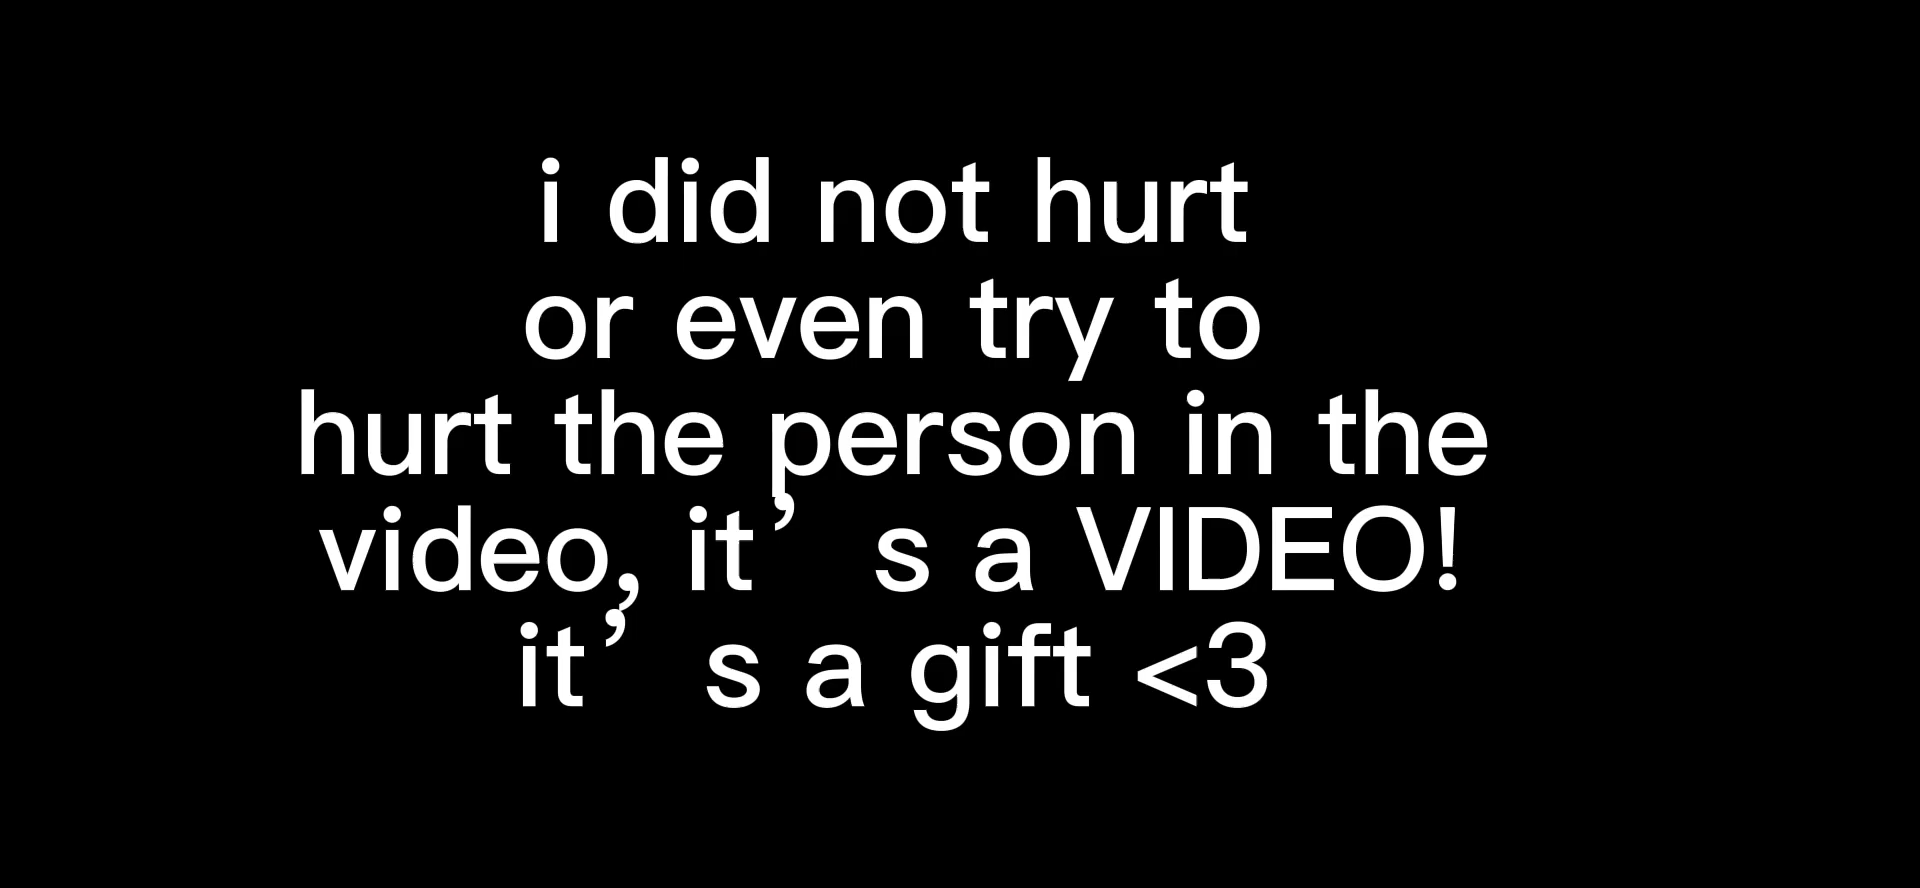 i did not hurt
or even try to
hurt the person in the
video, it’s a VIDEO!
it’s a gift <3